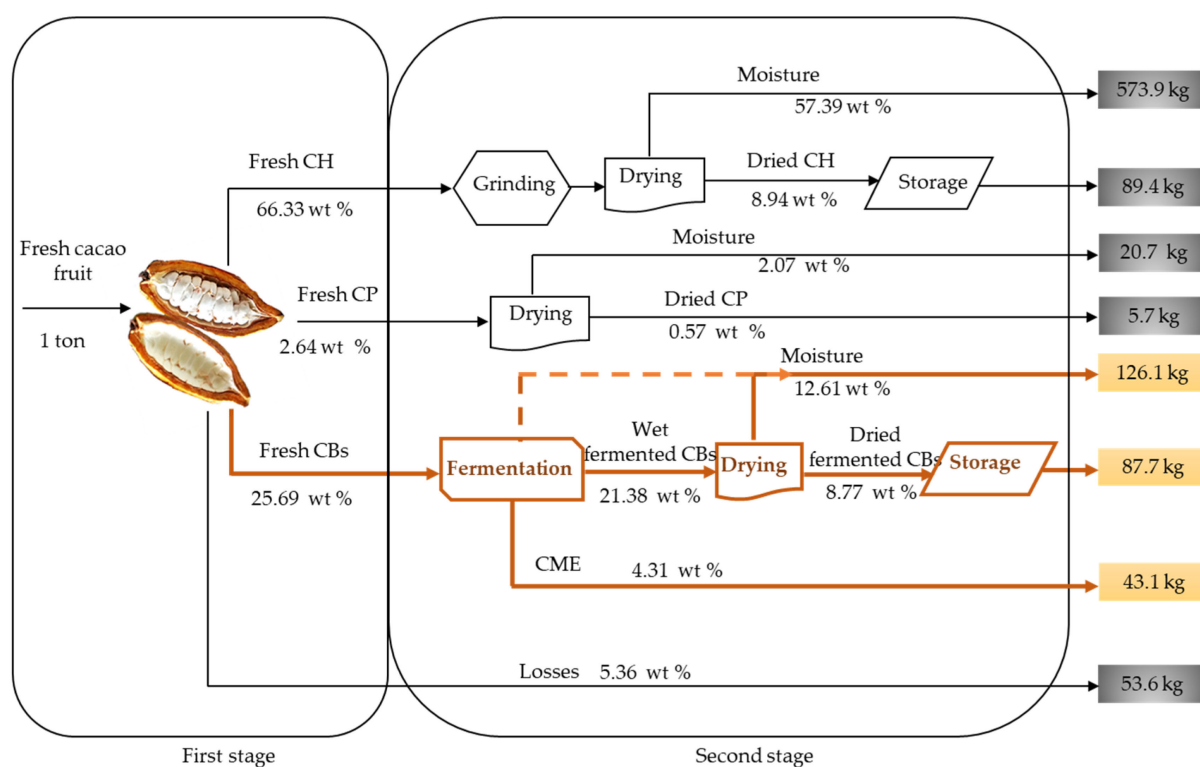 Moisture
57.39 wt %
573.9 kg
Fresh CH
66.33 wt %
Grinding
Drying
Dried CH
8.94 wt %
Storage
89.4 kg
Fresh cacao
fruit
1 ton
Moisture
2.07 wt %
20.7 kg
Fresh CP
2.64 wt %
Drying
Dried CP
0.57 wt %
5.7 kg
Moisture
12.61 wt %
126.1 kg
Fresh CBs
25.69 wt %
Fermentation
Wet
fermented CBs
21.38 wt %
Drying
Dried
fermented CBs
8.77 wt %
Storage
87.7 kg
CME
4.31 wt %
43.1 kg
Losses 5.36 wt %
53.6 kg
First stage
Second stage